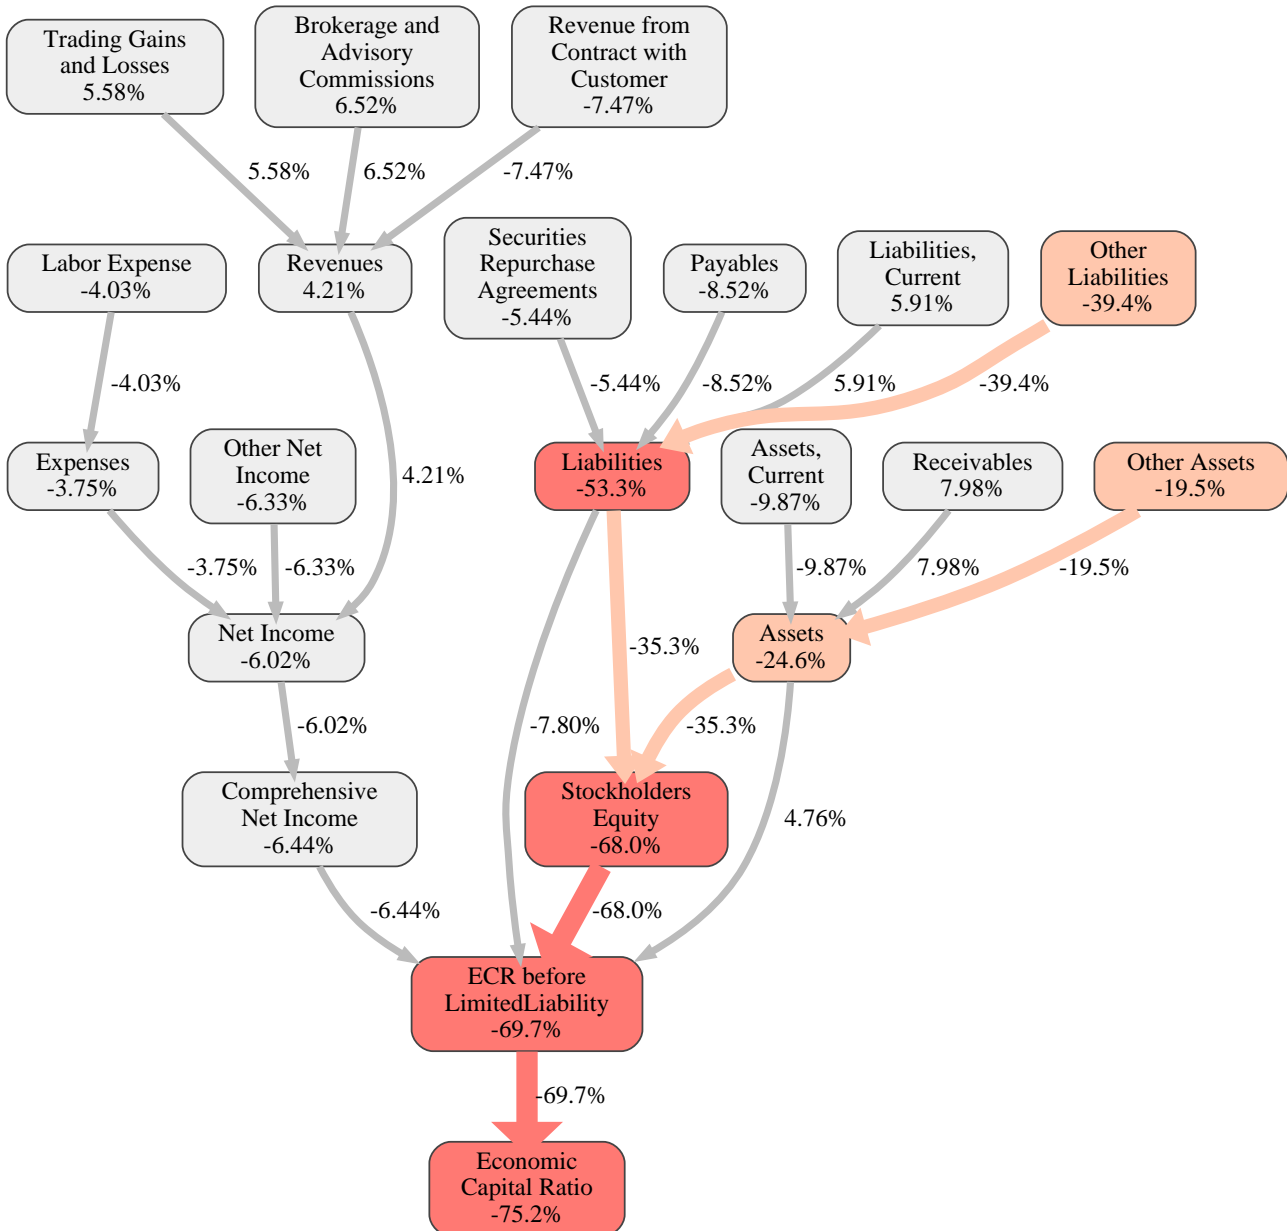 Trading Gains
and Losses
5.58%
Brokerage and
Advisory
Commissions
6.52%
Revenue from
Contract with
Customer
-7.47%
5.58%
6.52%
-7.47%
Labor Expense
-4.03%
Revenues
4.21%
Securities
Repurchase
Agreements
-5.44%
Payables
-8.52%
Liabilities,
Current
5.91%
Other
Liabilities
-39.4%
-4.03%
-5.44%
-8.52%
5.91%
-39.4%
Expenses
-3.75%
Other Net
Income
-6.33%
4.21%
Liabilities
-53.3%
Assets,
Current
-9.87%
Receivables
7.98%
Other Assets
-19.5%
-3.75%
-6.33%
-9.87%
7.98%
-19.5%
Net Income
-6.02%
-35.3%
Assets
-24.6%
-6.02%
-7.80%
-35.3%
Comprehensive
Net Income
-6.44%
Stockholders
Equity
-68.0%
4.76%
-6.44%
-68.0%
ECR before
LimitedLiability
-69.7%
-69.7%
Economic
Capital Ratio
-75.2%